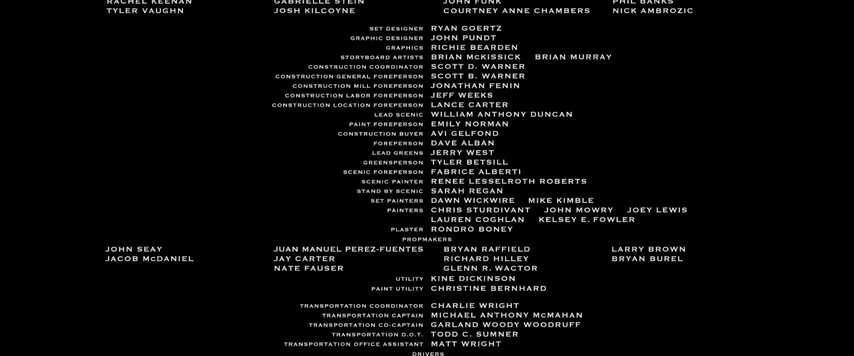 RACHEL KEENAN GABRIELLE STEIN JOHN FUNK PHIL BANKS
TYLER VAUGHN JOSH KILCOYNE COURTNEY ANNE CHAMBERS NICK AMBROZIC
SET DESIGNER RYAN GOERTZ
GRAPHIC DESIGNER JOHN PUNDT
GRAPHICS RICHIE BEARDEN
STORYBOARD ARTISTS BRIAN McKISSICK BRIAN MURRAY
CONSTRUCTION COORDINATOR SCOTT D. WARNER
CONSTRUCTION GENERAL FOREPERSON SCOTT B. WARNER
CONSTRUCTION MILL FOREPERSON JONATHAN FENIN
CONSTRUCTION LABOR FOREPERSON JEFF WEEKS
CONSTRUCTION LOCATION FOREPERSON LANCE CARTER
LEAD SCENIC WILLIAM ANTHONY DUNCAN
PAINT FOREPERSON EMILY NORMAN
CONSTRUCTION BUYER AVI GELFOND
FOREPERSON DAVE ALBAN
LEAD GREENS JERRY WEST
GREENSPERSON TYLER BETSILL
SCENIC FOREPERSON FABRICE ALBERTI
SCENIC PAINTER RENEE LESSELROTH ROBERTS
STAND BY SCENIC SARAH REGAN
SET PAINTERS DAWN WICKWIRE MIKE KIMBLE
PAINTERS CHRIS STURDIVANT JOHN MOWRY JOEY LEWIS
LAUREN COGHLAN KELSEY E. FOWLER
PLASTER RONDRO BONEY
PROPMAKERS
JOHN SEAY JUAN MANUEL PEREZ-FUENTES BRYAN RAFFIELD LARRY BROWN
JACOB McDANIEL JAY CARTER RICHARD HILLEY BRYAN BUREL
NATE FAUSER GLENN R. WACTOR
UTILITY KINE DICKINSON
PAINT UTILITY CHRISTINE BERNHARD
TRANSPORTATION COORDINATOR CHARLIE WRIGHT
TRANSPORTATION CAPTAIN MICHAEL ANTHONY McMAHAN
TRANSPORTATION CO-CAPTAIN GARLAND WOODY WOODRUFF
TRANSPORTATION D.O.T. TODD C. SUMNER
TRANSPORTATION OFFICE ASSISTANT MATT WRIGHT
DRIVERS